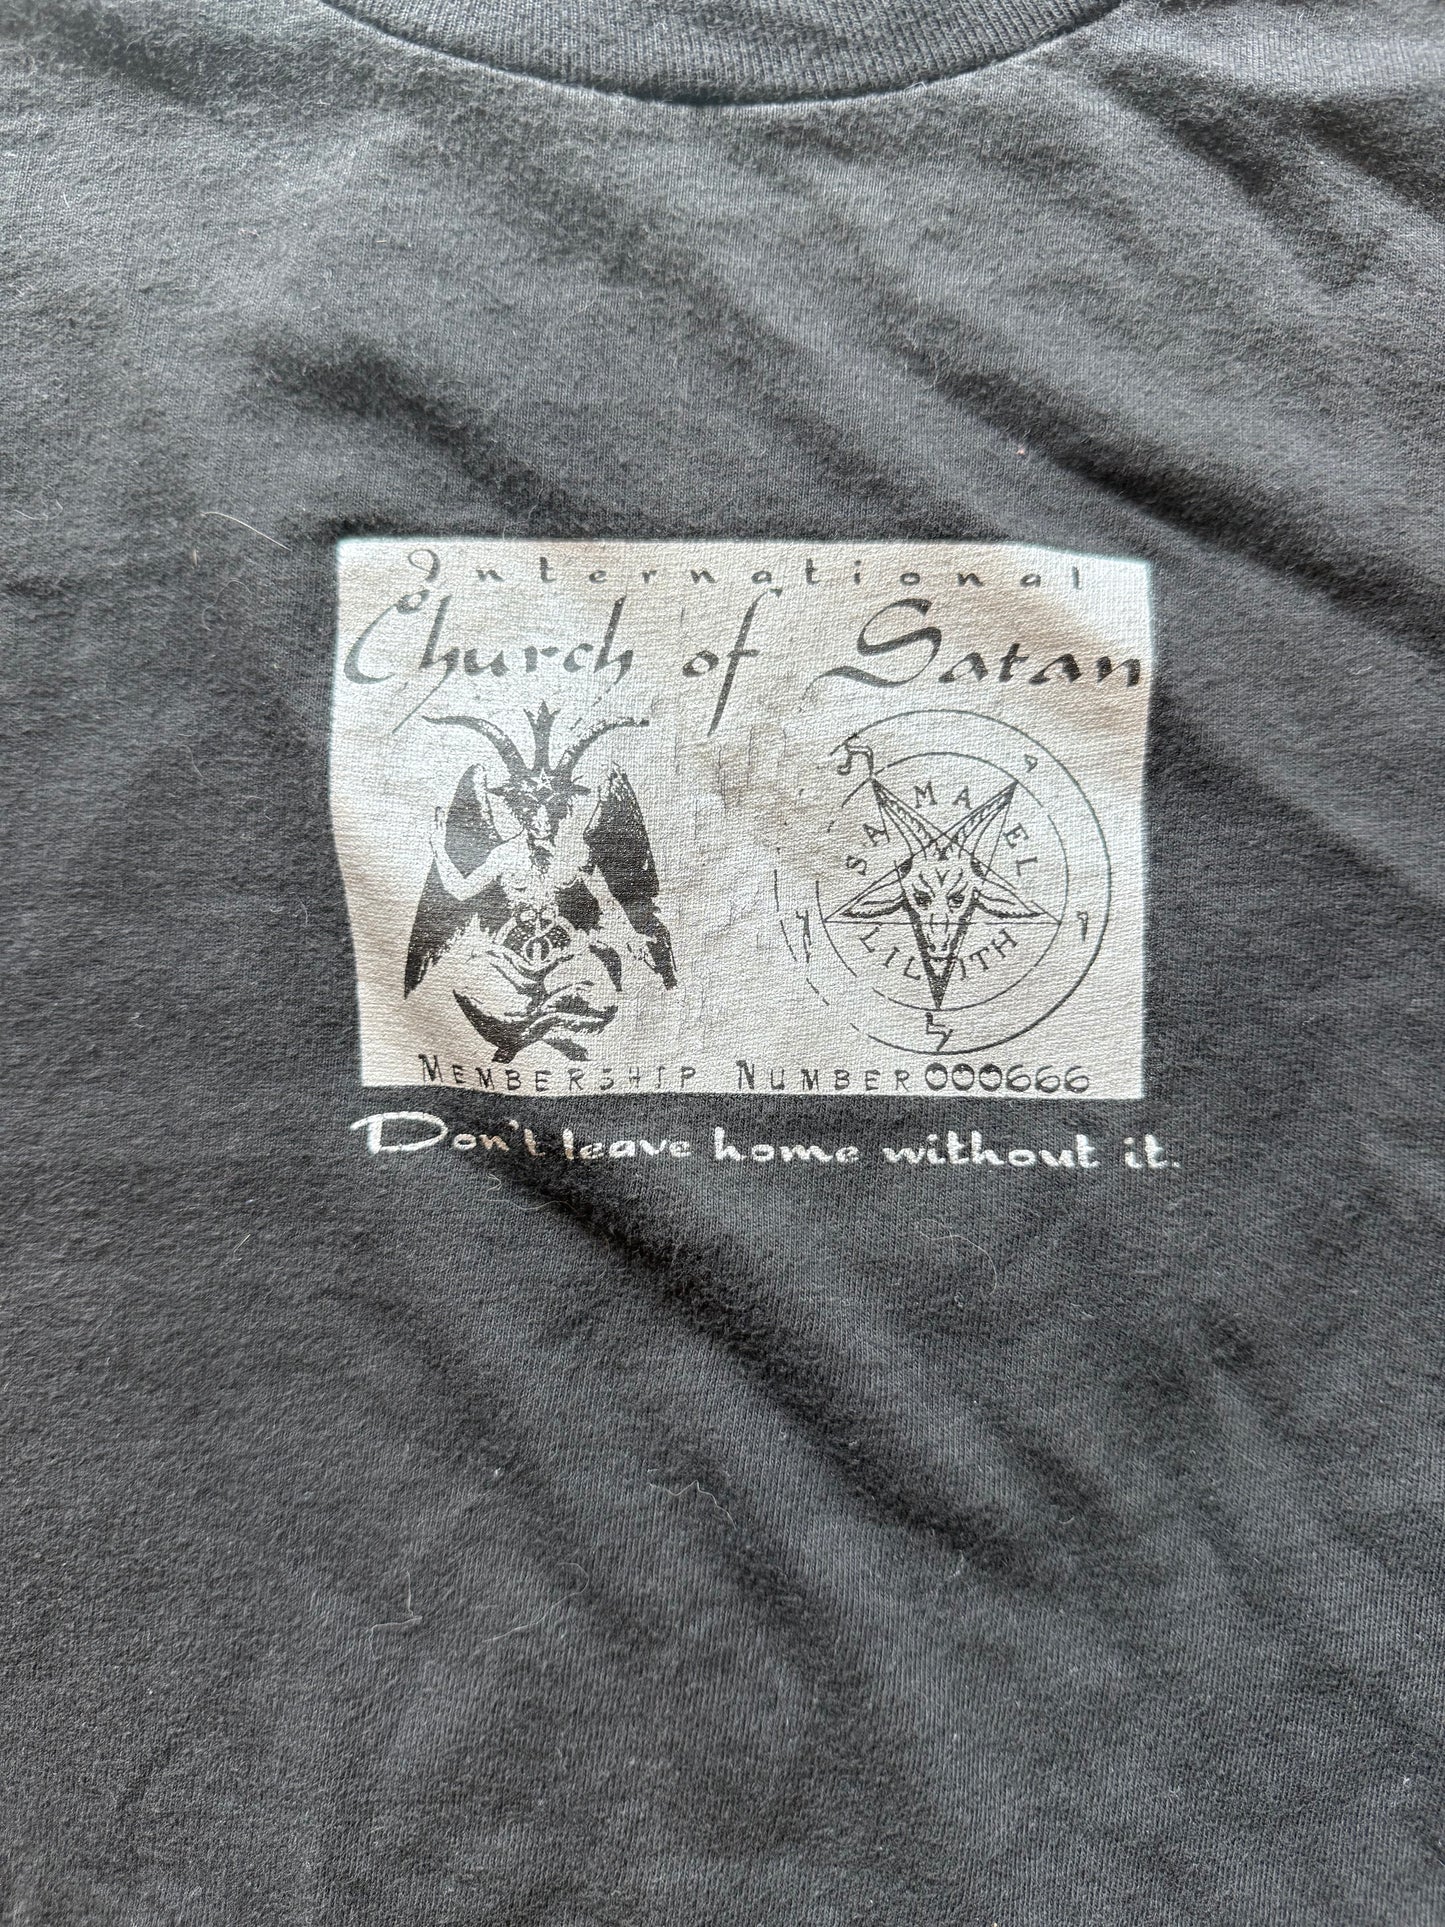 International
Church of Satan
SAMAEL
LILITH
MEMBERSHIP NUMBER 000666
Don't leave home without it.